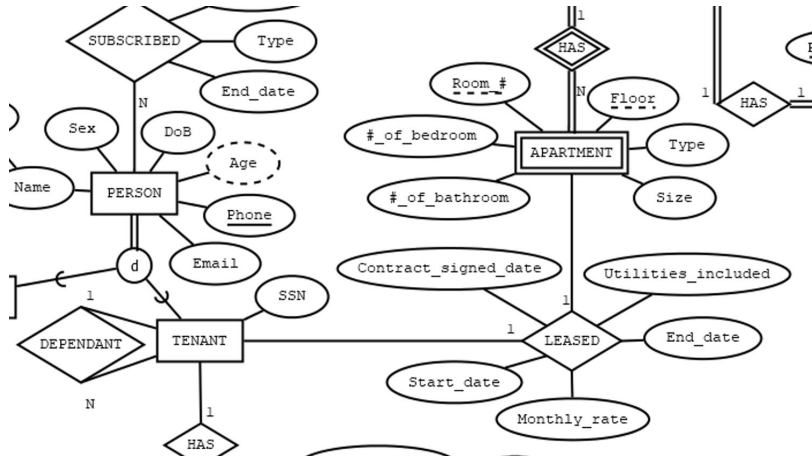 1
SUBSCRIBED
Type
HAS
End_date
N
Room_#
N
Floor
1
HAS
1
Sex
DoB
#_of_bedroom
APARTMENT
Type
Age
Name
PERSON
#_of_bathroom
Size
Phone
Email
d
Contract_signed_date
Utilities_included
1
SSN
1
DEPENDANT
TENANT
1
LEASED
End_date
Start_date
N
1
Monthly_rate
HAS